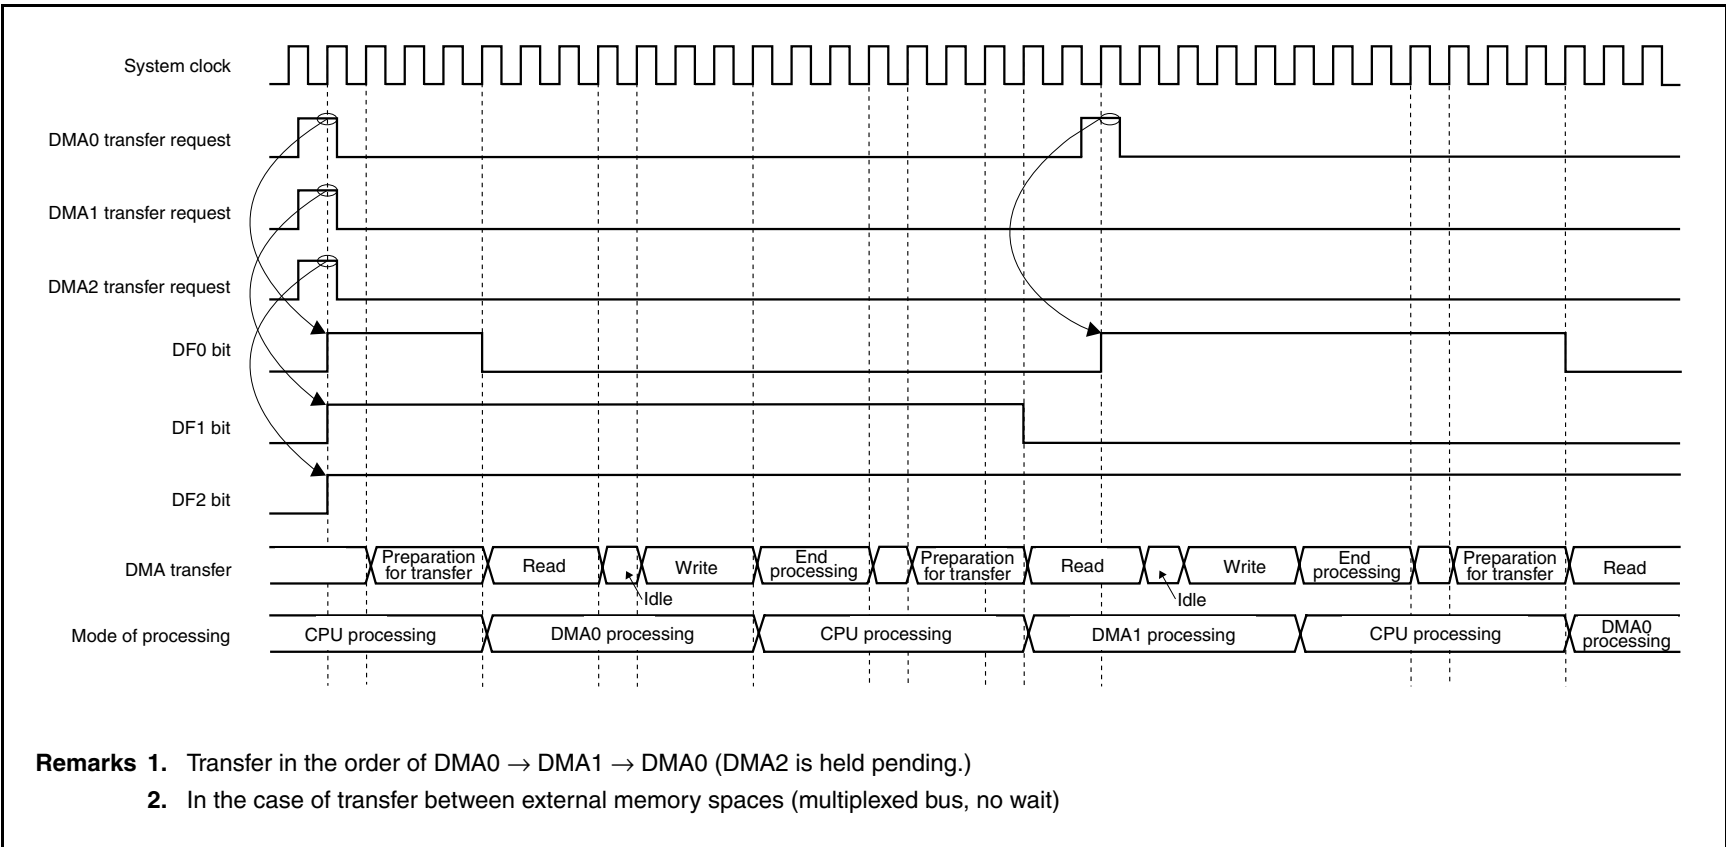 System clock
DMA0 transfer request
DMA1 transfer request
DMA2 transfer request
DF0 bit
DF1 bit
DF2 bit
DMA transfer
Preparation
for transfer
Read
Idle
Write
End
processing
Preparation
for transfer
Read
Idle
Write
End
processing
Preparation
for transfer
Read
Mode of processing
CPU processing
DMA0 processing
CPU processing
DMA1 processing
CPU processing
DMA0
processing
Remarks 1. Transfer in the order of DMA0 → DMA1 → DMA0 (DMA2 is held pending.)
2. In the case of transfer between external memory spaces (multiplexed bus, no wait)